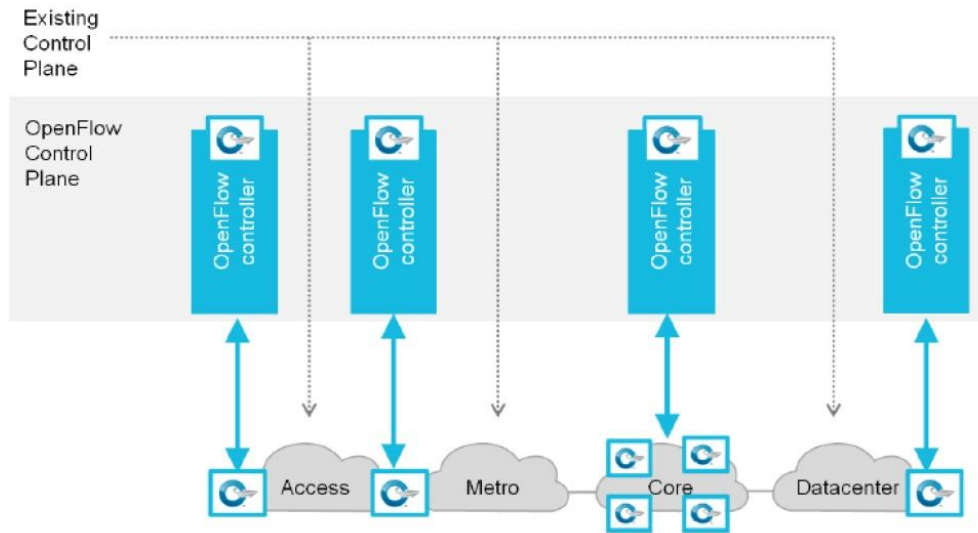 Existing
Control
Plane
OpenFlow
Control
Plane
OpenFlow
controller
OpenFlow
controller
OpenFlow
controller
OpenFlow
controller
Access
Metro
Core
Datacenter